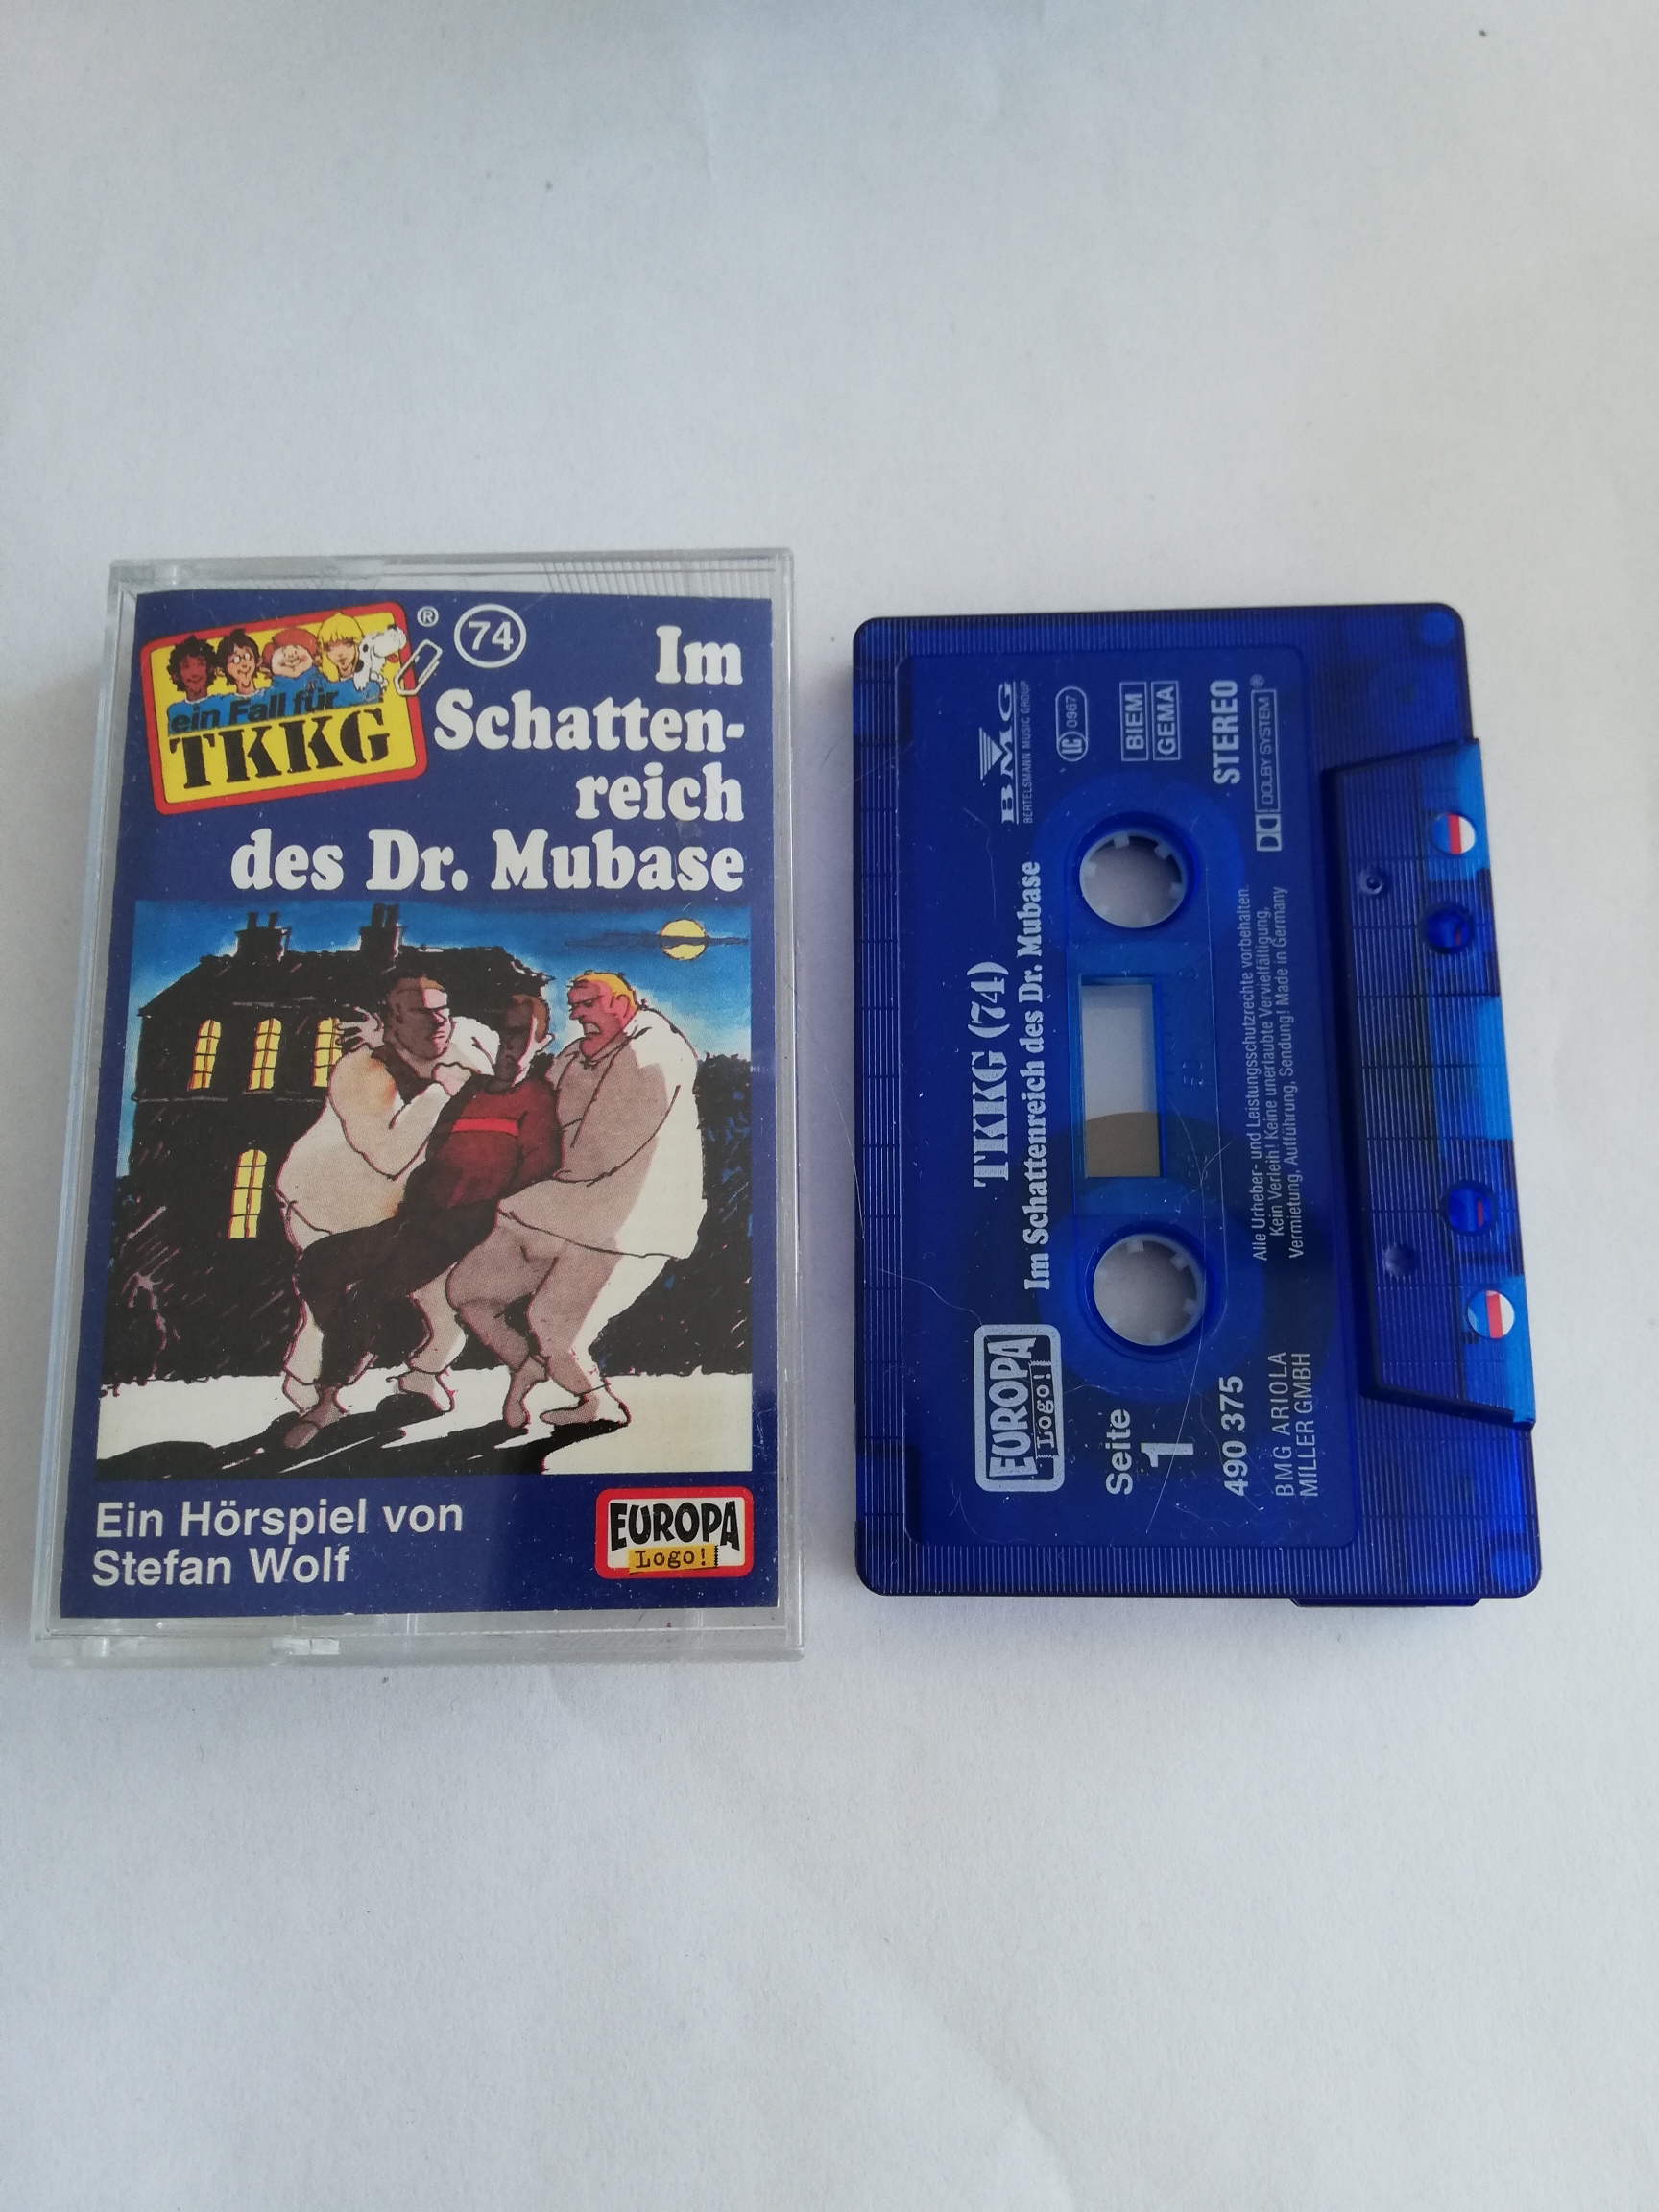 ein Fall für
TKKG
®
74
Im
Schatten-
reich
des Dr. Mubase
Ein Hörspiel von
Stefan Wolf
EUROPA
Logo!
TKKG (74)
Im Schattenreich des Dr. Mubase
BMG
BERTELSMANN MUSIC GROUP
LC 0967
BIEM
GEMA
STEREO
DOLBY SYSTEM®
EUROPA
Logo!
Seite
1
490 375
BMG ARIOLA
MILLER GMBH
Alle Urheber- und Leistungsschutzrechte vorbehalten.
Kein Verleih! Keine unerlaubte Vervielfältigung,
Vermietung, Aufführung, Sendung! Made in Germany